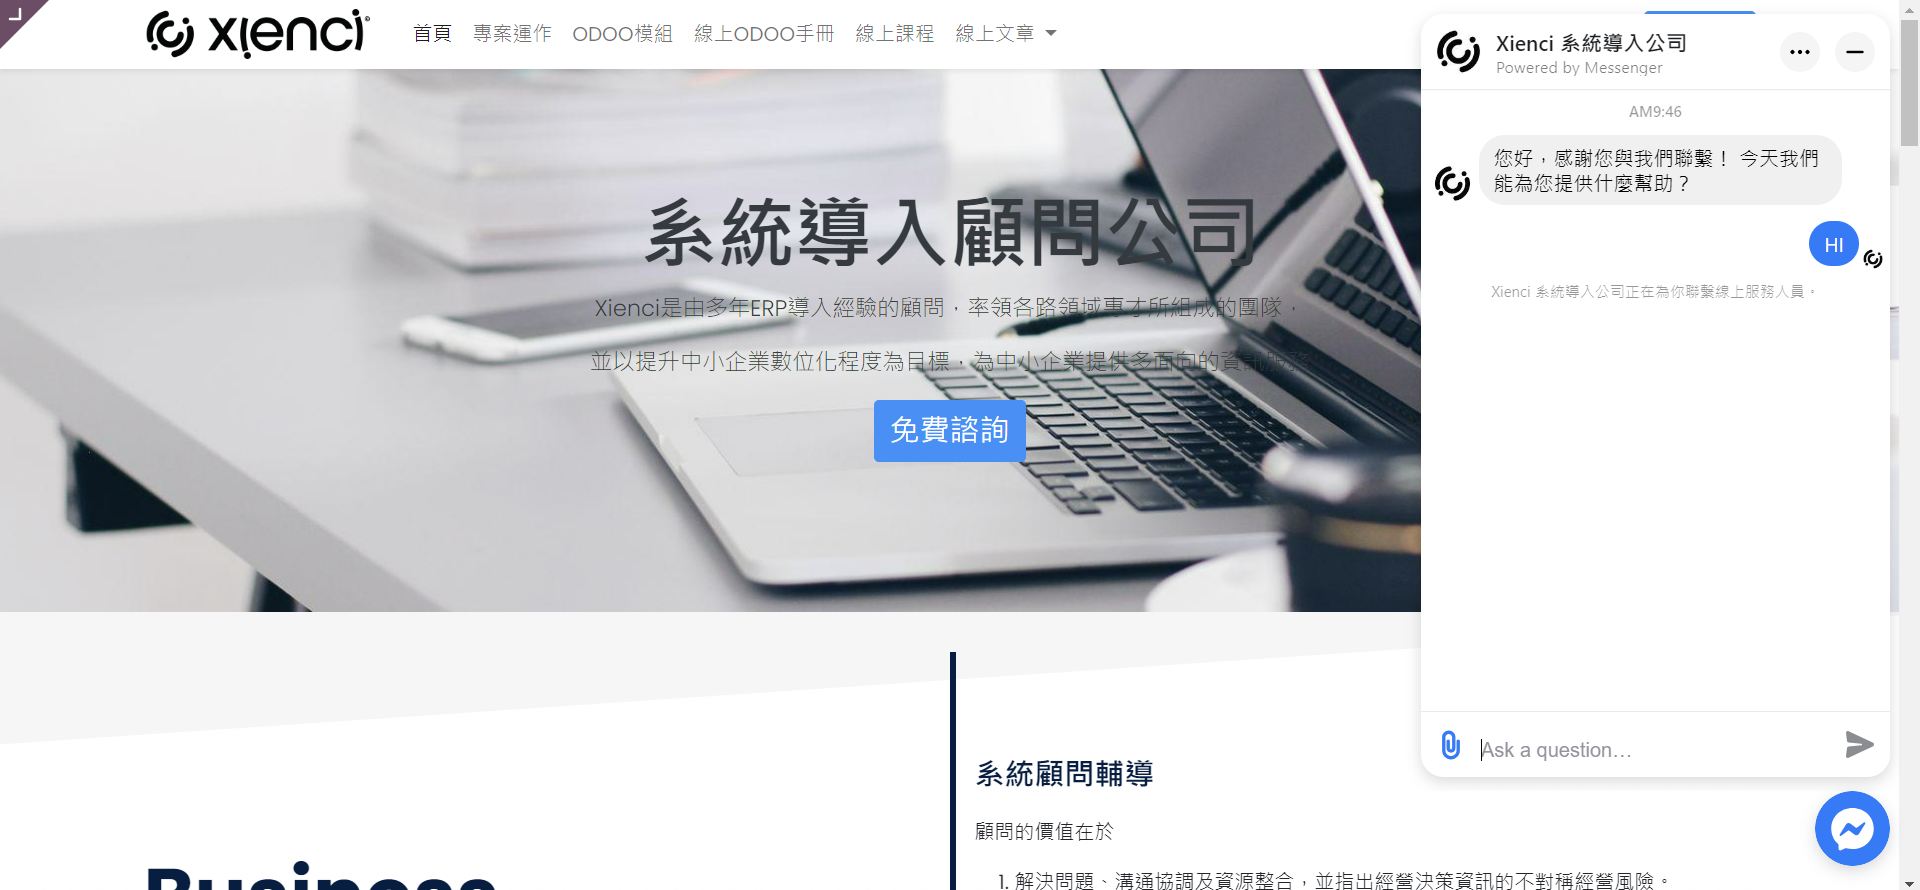 xienci
首頁 專案運作 ODOO模組 線上ODOO手冊 線上課程 線上文章
系統導入顧問公司
Xienci是由多年ERP導入經驗的顧問，率領各路領域專才所組成的團隊，
並以提升中小企業數位化程度為目標，為中小企業提供多面向的資訊服務
免費諮詢
Xienci 系統導入公司
Powered by Messenger
AM9:46
您好，感謝您與我們聯繫！ 今天我們
能為您提供什麼幫助？
HI
Xienci 系統導入公司正在為你聯繫線上服務人員。
Ask a question…
系統顧問輔導
顧問的價值在於
1. 解決問題、溝通協調及資源整合，並指出經營決策資訊的不對稱經營風險。
Business